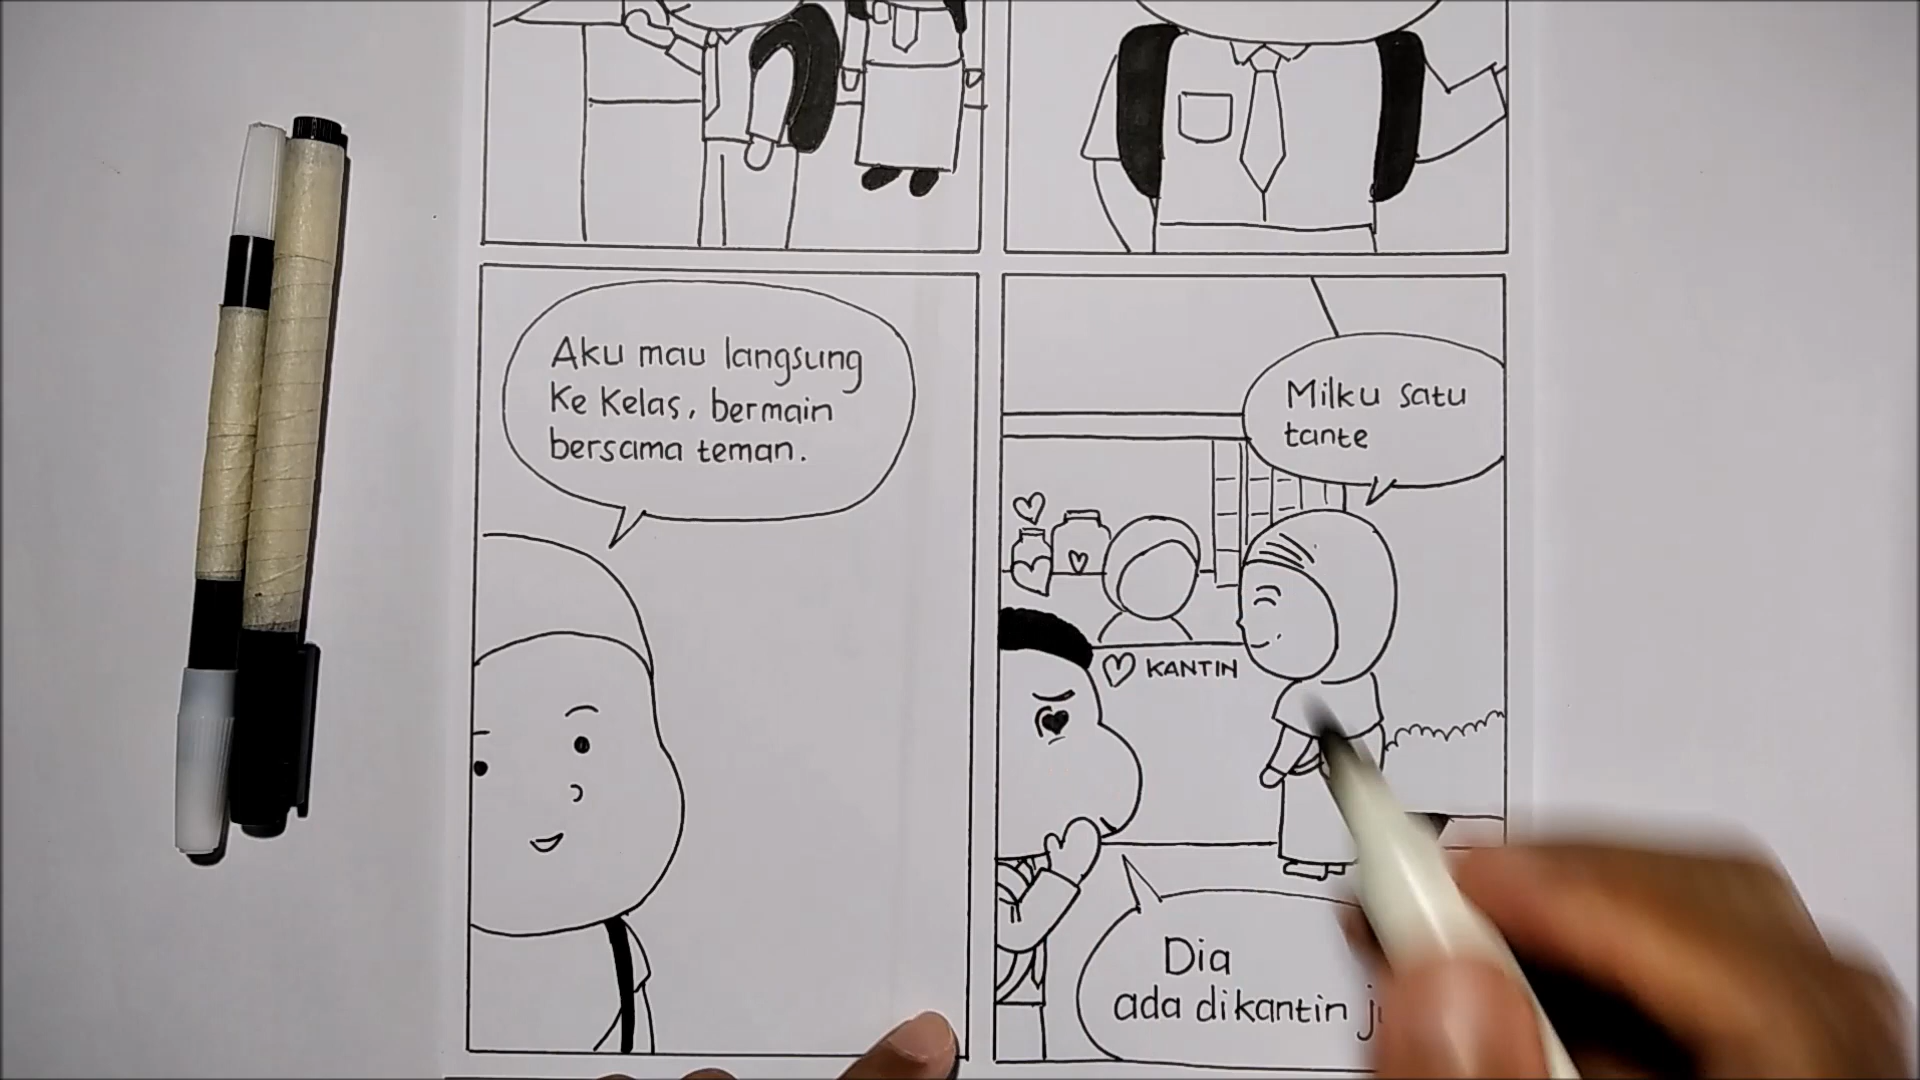 Aku mau langsung
Ke Kelas, bermain
bersama teman.
Milku satu
tante
KANTIN
Dia
ada dikantin